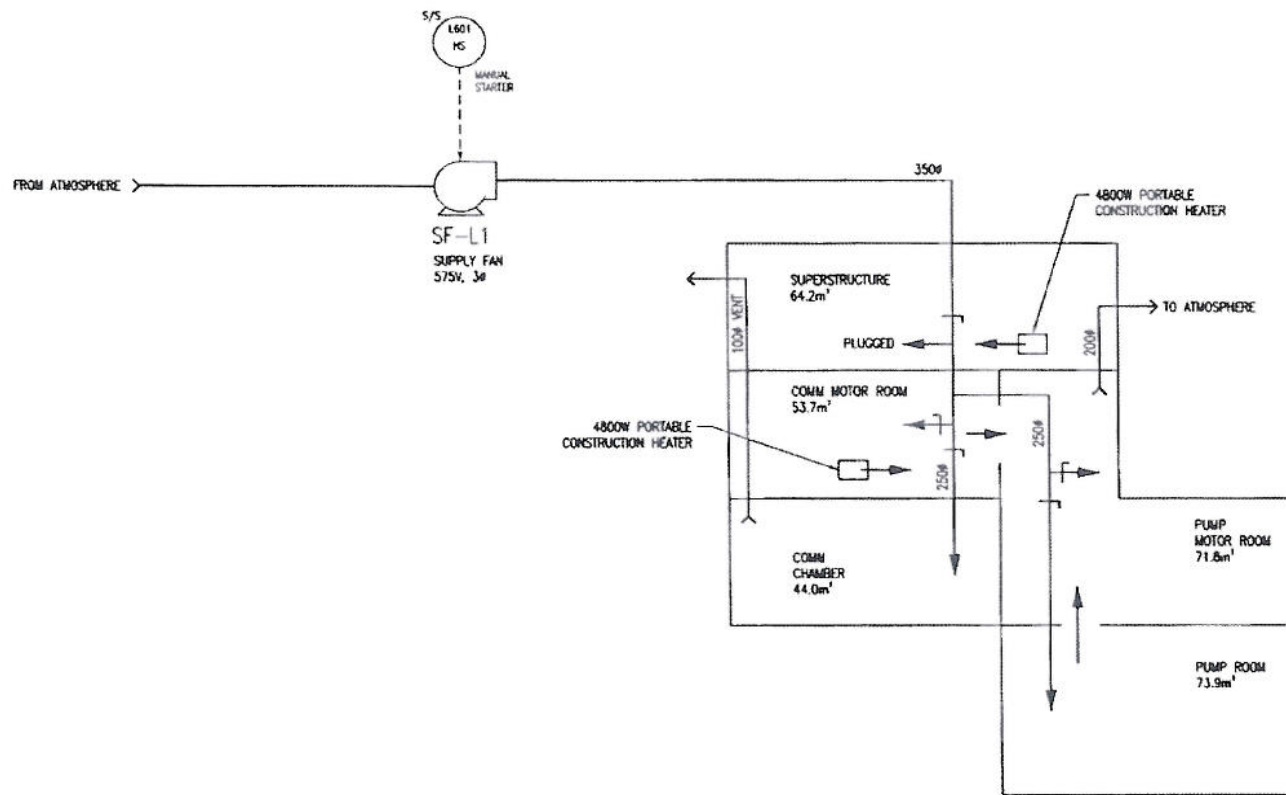 S/S
L601
HS
MANUAL
STARTER
FROM ATMOSPHERE
350ø
SF-L1
SUPPLY FAN
575V, 3ø
4800W PORTABLE
CONSTRUCTION HEATER
SUPERSTRUCTURE
64.2m³
100ø VENT
TO ATMOSPHERE
200ø
PLUGGED
COMM MOTOR ROOM
53.7m³
4800W PORTABLE
CONSTRUCTION HEATER
250ø
250ø
COMM
CHAMBER
44.0m³
PUMP
MOTOR ROOM
71.8m³
PUMP ROOM
73.9m³